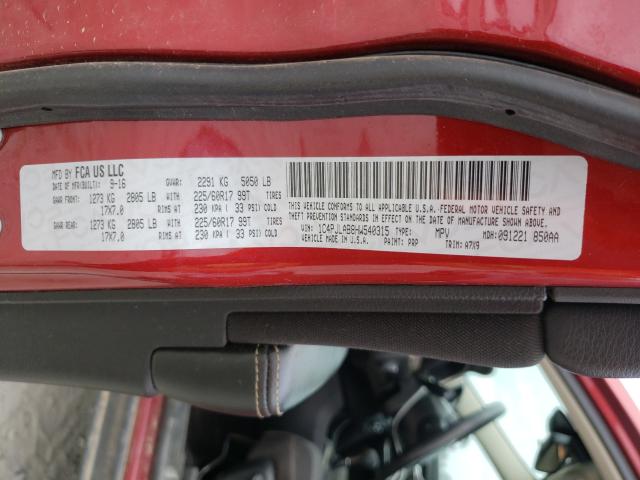 MFD BY FCA US LLC
DATE OF MFR(BUILT): 9-16 GVWR: 2291 KG 5050 LB
GAWR FRONT: 1273 KG 2805 LB WITH 225/60R17 99T TIRES
17X7.0 RIMS AT 230 KPA ( 33 PSI) COLD
GAWR REAR: 1273 KG 2805 LB WITH 225/60R17 99T TIRES
17X7.0 RIMS AT 230 KPA ( 33 PSI) COLD
THIS VEHICLE CONFORMS TO ALL APPLICABLE U.S.A. FEDERAL MOTOR VEHICLE SAFETY,
BUMPER, AND THEFT PREVENTION STANDARDS IN EFFECT ON THE DATE OF MANUFACTURE SHOWN ABOVE.
VIN: 1C4PJLAB8HW540315 TYPE: MPV MDH: 091221 850AA
VEHICLE MADE IN U.S.A. PAINT: PRP TRIM: A7X9